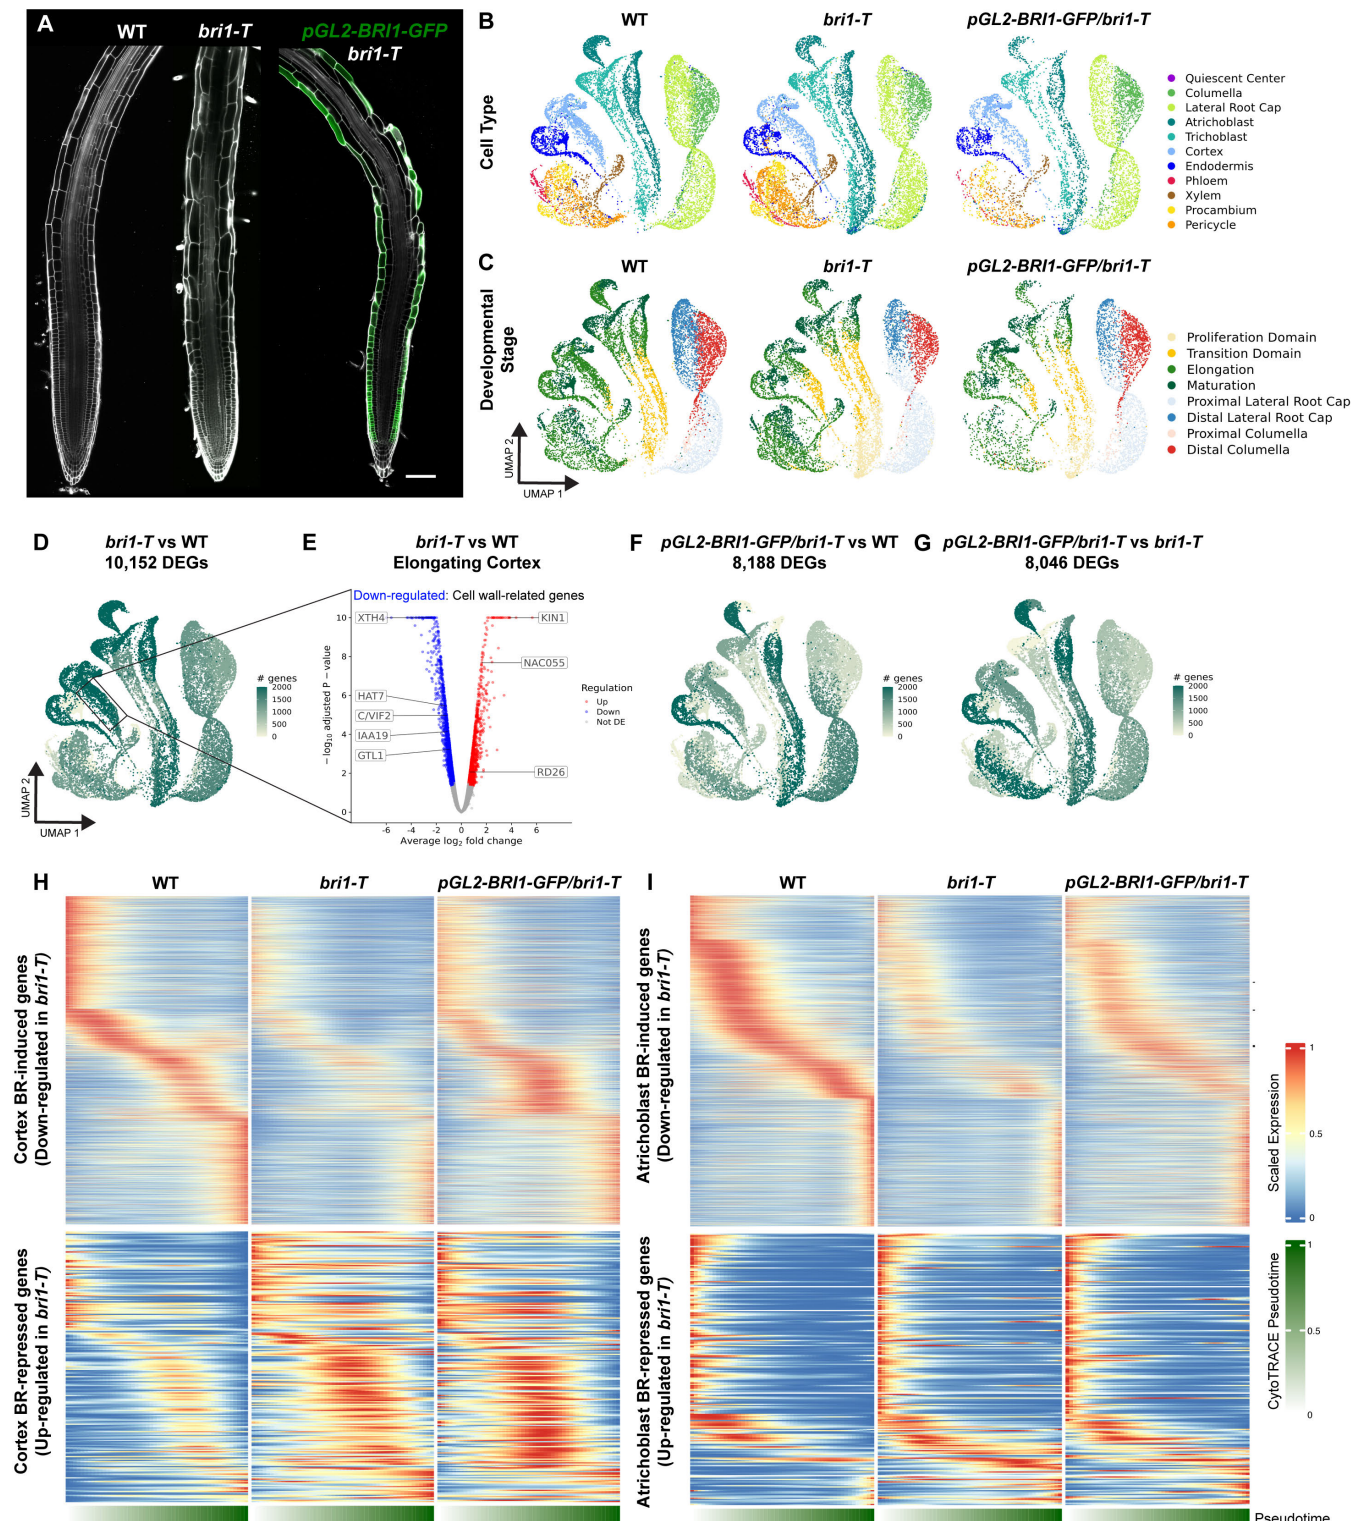 A
WT
bri1-T
pGL2-BRI1-GFP
bri1-T
B
WT
bri1-T
pGL2-BRI1-GFP/bri1-T
Cell Type
Quiescent Center
Columella
Lateral Root Cap
Atrichoblast
Trichoblast
Cortex
Endodermis
Phloem
Xylem
Procambium
Pericycle
C
WT
bri1-T
pGL2-BRI1-GFP/bri1-T
Developmental
Stage
Proliferation Domain
Transition Domain
Elongation
Maturation
Proximal Lateral Root Cap
Distal Lateral Root Cap
Proximal Columella
Distal Columella
UMAP 2
UMAP 1
D
bri1-T vs WT
10,152 DEGs
# genes
2000
1500
1000
500
0
UMAP 2
UMAP 1
E
bri1-T vs WT
Elongating Cortex
Down-regulated: Cell wall-related genes
XTH4
KIN1
NAC055
HAT7
C/VIF2
IAA19
GTL1
RD26
10
8
6
4
2
0
−log10 adjusted P−value
-6 -4 -2 0 2 4 6
Average log2 fold change
Regulation
Up
Down
Not DE
F
pGL2-BRI1-GFP/bri1-T vs WT
8,188 DEGs
# genes
2000
1500
1000
500
0
G
pGL2-BRI1-GFP/bri1-T vs bri1-T
8,046 DEGs
# genes
2000
1500
1000
500
0
H
WT
bri1-T
pGL2-BRI1-GFP/bri1-T
Cortex BR-induced genes
(Down-regulated in bri1-T)
Cortex BR-repressed genes
(Up-regulated in bri1-T)
I
WT
bri1-T
pGL2-BRI1-GFP/bri1-T
Atrichoblast BR-induced genes
(Down-regulated in bri1-T)
Atrichoblast BR-repressed genes
(Up-regulated in bri1-T)
Scaled Expression
1
0.5
0
CytoTRACE Pseudotime
1
0.5
0
Pseudotime